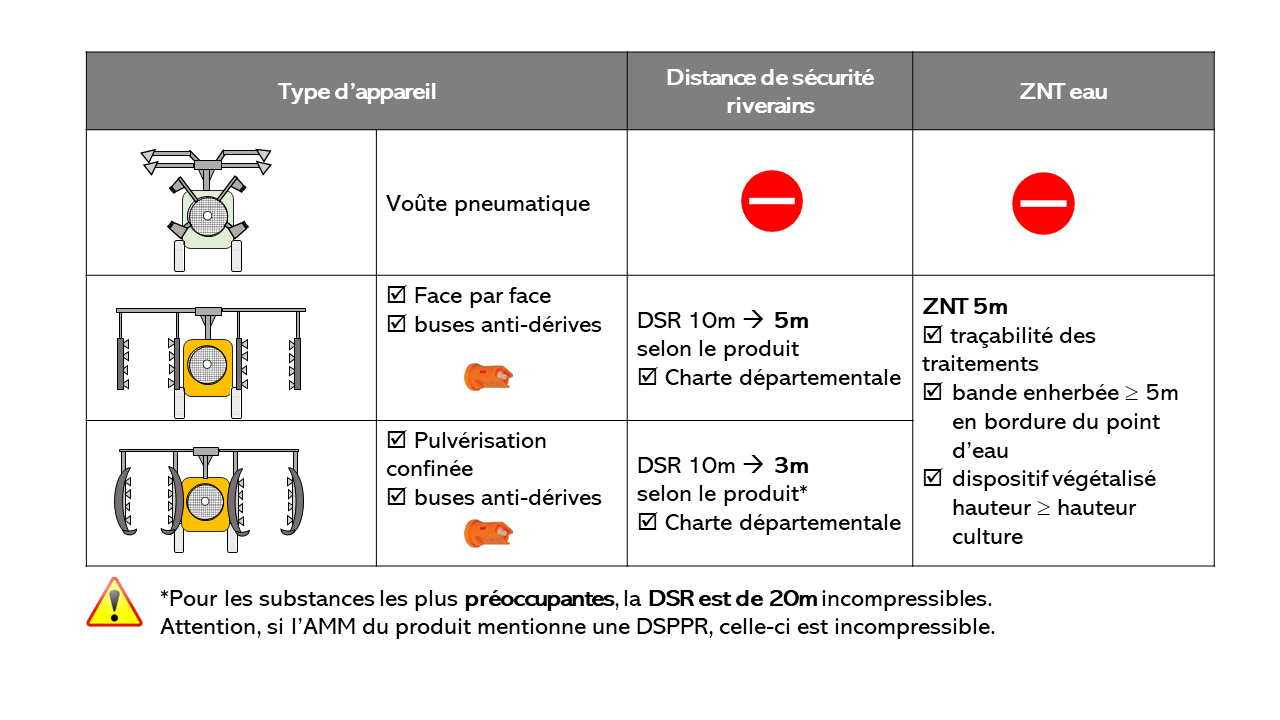 Type d’appareil
Distance de sécurité
riverains
ZNT eau
Voûte pneumatique
☑ Face par face
☑ buses anti-dérives
DSR 10m → 5m
selon le produit
☑ Charte départementale
ZNT 5m
☑ traçabilité des
traitements
☑ bande enherbée ≥ 5m
en bordure du point
d’eau
☑ dispositif végétalisé
hauteur ≥ hauteur
culture
☑ Pulvérisation
confinée
☑ buses anti-dérives
DSR 10m → 3m
selon le produit*
☑ Charte départementale
*Pour les substances les plus préoccupantes, la DSR est de 20m incompressibles.
Attention, si l’AMM du produit mentionne une DSPPR, celle-ci est incompressible.